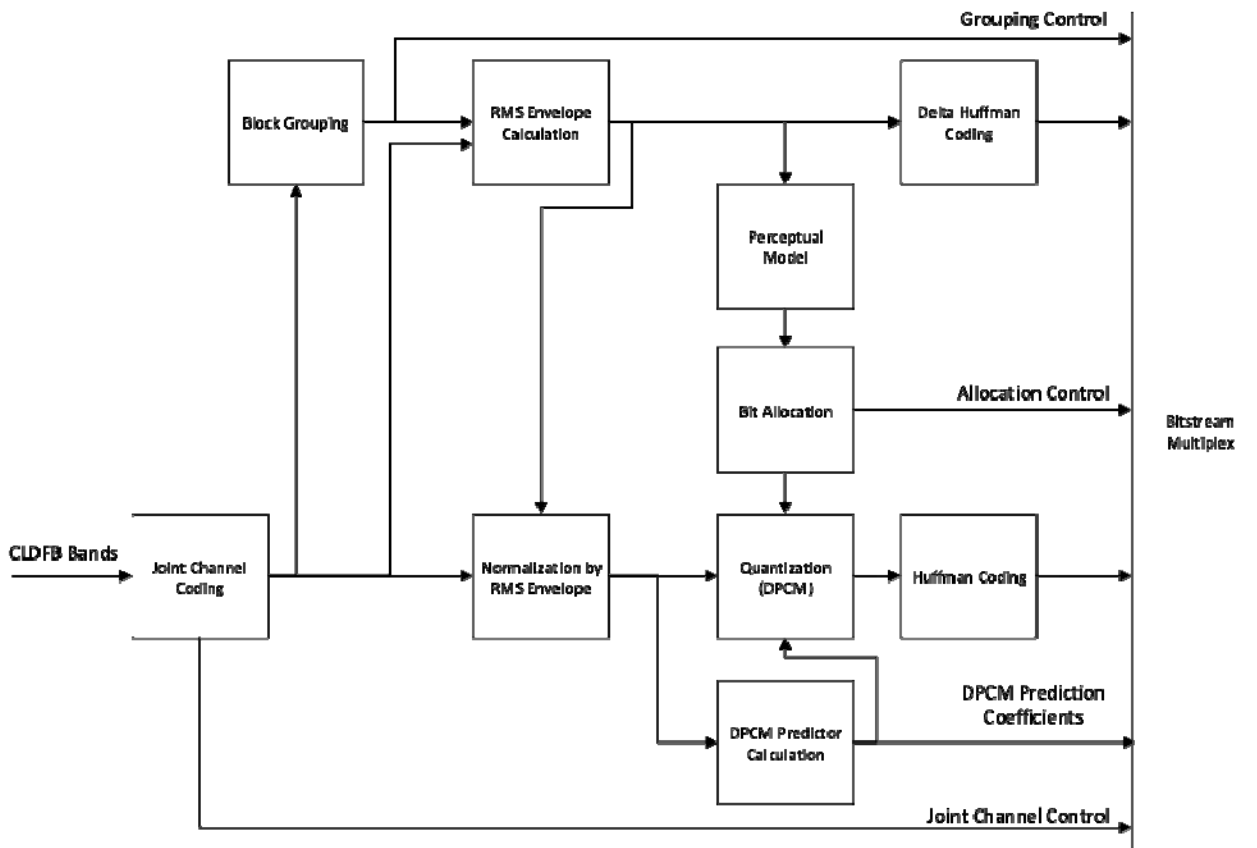 Grouping Control
Block Grouping
RMS Envelope
Calculation
Delta Huffman
Coding
Perceptual
Model
Bit Allocation
Allocation Control
Bitstream
Multiplex
CLDFB Bands
Joint Channel
Coding
Normalization by
RMS Envelope
Quantization
(DPCM)
Huffman Coding
DPCM Predictor
Calculation
DPCM Prediction
Coefficients
Joint Channel Control